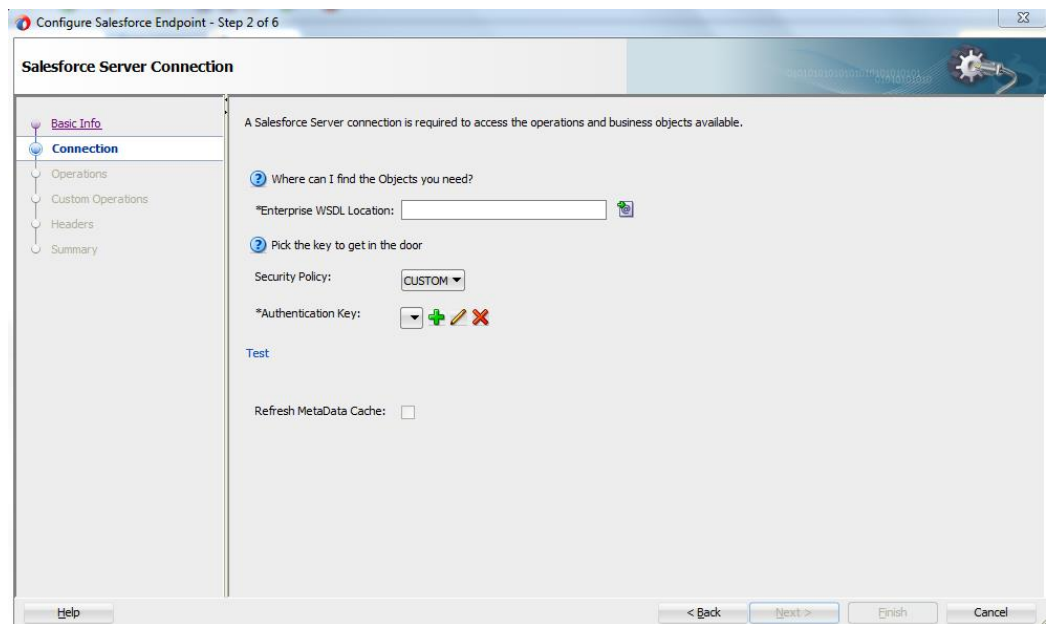 Configure Salesforce Endpoint - Step 2 of 6
Salesforce Server Connection
Basic Info
Connection
Operations
Custom Operations
Headers
Summary
A Salesforce Server connection is required to access the operations and business objects available.
Where can I find the Objects you need?
*Enterprise WSDL Location:
Pick the key to get in the door
Security Policy: CUSTOM
*Authentication Key:
Test
Refresh MetaData Cache:
Help < Back Next > Finish Cancel